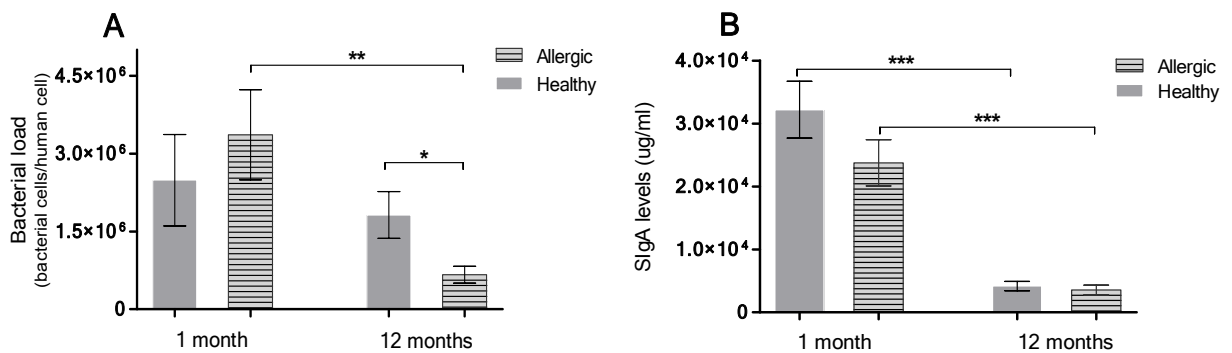 A
Bacterial load
(bacterial cells/human cell)
4.5×10⁶
3.0×10⁶
1.5×10⁶
0
**
*
Allergic
Healthy
1 month
12 months
B
SIgA levels (ug/ml)
4.0×10⁴
3.0×10⁴
2.0×10⁴
1.0×10⁴
0
***
***
Allergic
Healthy
1 month
12 months